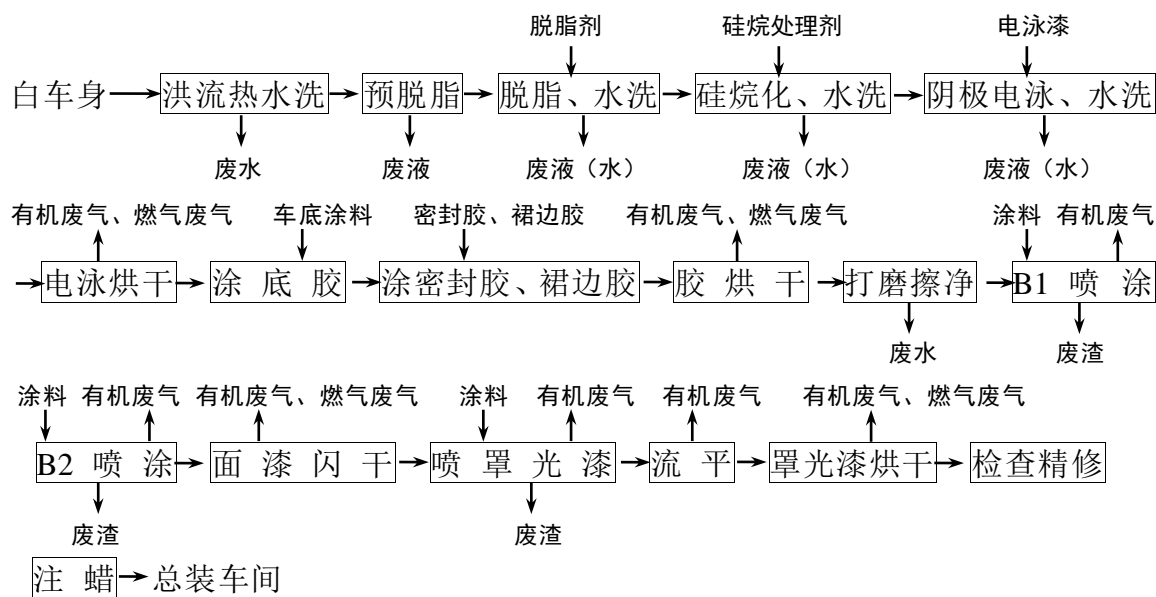 脱脂剂 硅烷处理剂 电泳漆
白车身 洪流热水洗 预脱脂 脱脂、水洗 硅烷化、水洗 阴极电泳、水洗
废水 废液 废液（水） 废液（水） 废液（水）
有机废气、燃气废气 车底涂料 密封胶、裙边胶 有机废气、燃气废气 涂料 有机废气
电泳烘干 涂底胶 涂密封胶、裙边胶 胶烘干 打磨擦净 B1喷涂
废水 废渣
涂料 有机废气 有机废气、燃气废气 涂料 有机废气 有机废气 有机废气、燃气废气
B2喷涂 面漆闪干 喷罩光漆 流平 罩光漆烘干 检查精修
废渣 废渣
注蜡 总装车间